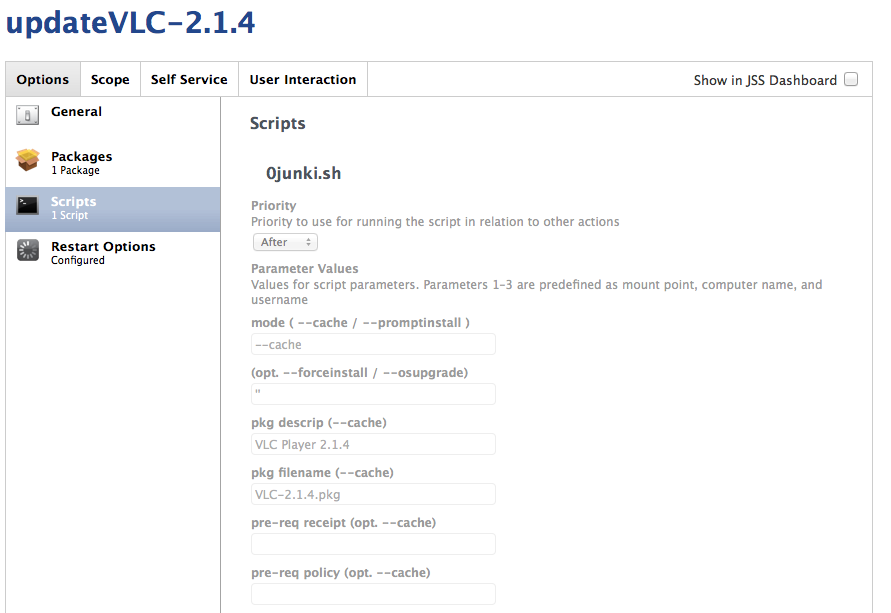 updateVLC-2.1.4
Options Scope Self Service User Interaction Show in JSS Dashboard
General
Packages
1 Package
Scripts
1 Script
Restart Options
Configured
Scripts
0junki.sh
Priority
Priority to use for running the script in relation to other actions
After
Parameter Values
Values for script parameters. Parameters 1-3 are predefined as mount point, computer name, and
username
mode ( --cache / --promptinstall )
--cache
(opt. --forceinstall / --osupgrade)
"
pkg descrip (--cache)
VLC Player 2.1.4
pkg filename (--cache)
VLC-2.1.4.pkg
pre-req receipt (opt. --cache)
pre-req policy (opt. --cache)